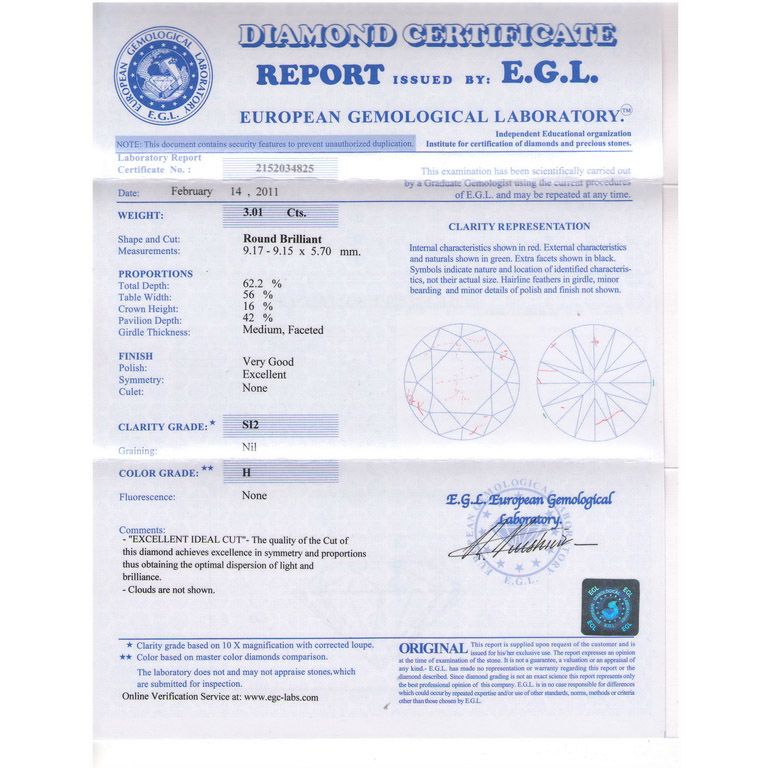 EUROPEAN GEMOLOGICAL LABORATORY
E.G.L.
DIAMOND CERTIFICATE
REPORT ISSUED BY: E.G.L.
EUROPEAN GEMOLOGICAL LABORATORY.™
Independent Educational organization
Institute for certification of diamonds and precious stones.
NOTE: This document contains security features to prevent unauthorized duplication.
Laboratory Report
Certificate No. : 2152034825
This examination has been scientifically carried out
by a Graduate Gemologist using the current procedures
of E.G.L. and may be repeated at any time.
Date: February 14 , 2011
WEIGHT: 3.01 Cts.
Shape and Cut: Round Brilliant
Measurements: 9.17 - 9.15 x 5.70 mm.
PROPORTIONS
Total Depth: 62.2 %
Table Width: 56 %
Crown Height: 16 %
Pavilion Depth: 42 %
Girdle Thickness: Medium, Faceted
FINISH
Polish: Very Good
Symmetry: Excellent
Culet: None
CLARITY GRADE: ★ SI2
Graining: Nil
COLOR GRADE: ★★ H
Fluorescence: None
Comments:
- "EXCELLENT IDEAL CUT"- The quality of the Cut of
this diamond achieves excellence in symmetry and proportions
thus obtaining the optimal dispersion of light and
brilliance.
- Clouds are not shown.
CLARITY REPRESENTATION
Internal characteristics shown in red. External characteristics
and naturals shown in green. Extra facets shown in black.
Symbols indicate nature and location of identified characteris-
tics, not their actual size. Hairline feathers in girdle, minor
bearding and minor details of polish and finish not shown.
E.G.L. European Gemological
Laboratory.
E.G.L.
EGL
EGL
EGL
EGL
★ Clarity grade based on 10 X magnification with corrected loupe.
★★ Color based on master color diamonds comparison.
The laboratory does not and may not appraise stones,which
are submitted for inspection.
Online Verification Service at: www.egc-labs.com
ORIGINAL This report is supplied upon request of the customer and is
issued for his/her exclusive use. The report expresses an opinion
at the time of examination of the stone. It is not a guarantee, a valuation or an appraisal of
any kind.- E.G.L. has made no representation or warranty regarding this report or the
diamond described. Since diamond grading is not an exact science this report represents only
the best professional opinion of this company. E.G.L. is in no case responsible for differences
which could occur by repeated expertise and/or use of other standards, norms, methods or criteria
other than those chosen by E.G.L.